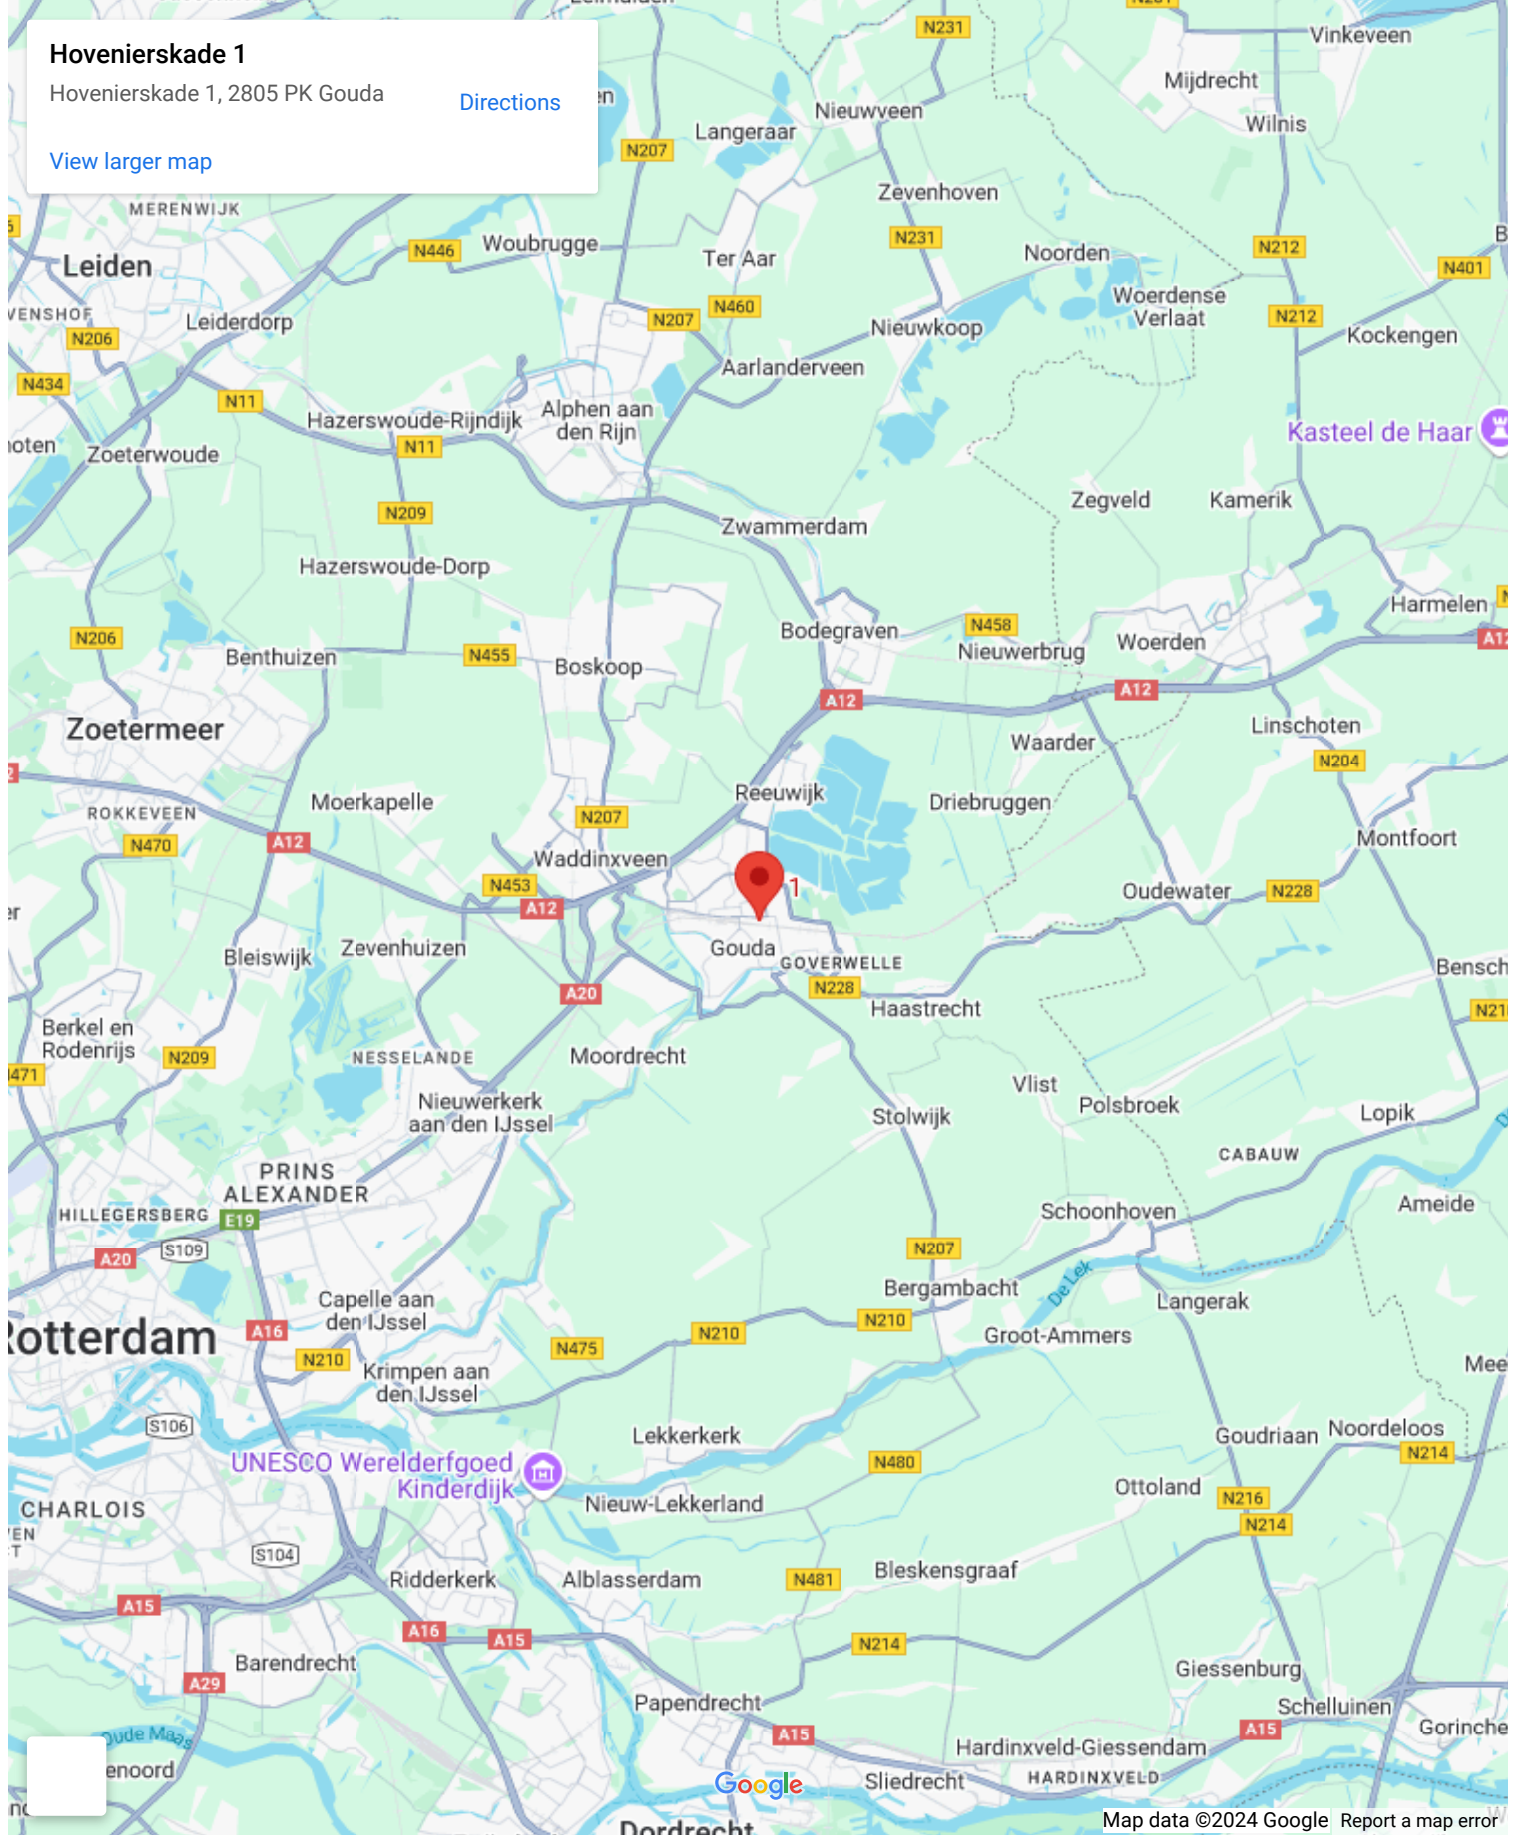 Hovenierskade 1
Hovenierskade 1, 2805 PK Gouda
Directions
View larger map
N231
Vinkeveen
Mijdrecht
Nieuwveen
Langeraar
Wilnis
N207
Zevenhoven
MERENWIJK
N446
Woubrugge
Ter Aar
N231
Noorden
N212
N401
Leiden
Woerdense
Verlaat
N460
N207
N212
Leiderdorp
Nieuwkoop
Kockengen
N206
Aarlanderveen
N434
N11
Hazerswoude-Rijndijk
Alphen aan
den Rijn
N11
Kasteel de Haar
Zoeterwoude
Zegveld
Kamerik
N209
Zwammerdam
Hazerswoude-Dorp
Harmelen
N206
Bodegraven
N458
Nieuwerbrug
Woerden
Benthuizen
N455
Boskoop
A12
A12
Zoetermeer
Linschoten
Waarder
N204
Reeuwijk
Moerkapelle
Driebruggen
ROKKEVEEN
N207
N470
A12
Montfoort
Waddinxveen
N453
1
Oudewater
N228
A12
Gouda
GOVERWELLE
Bleiswijk
Zevenhuizen
N228
A20
Haastrecht
Berkel en
Rodenrijs
N209
NESSELANDE
Moordrecht
Vlist
Nieuwerkerk
aan den IJssel
Polsbroek
Stolwijk
Lopik
CABAUW
PRINS
ALEXANDER
HILLEGERSBERG
E19
Schoonhoven
Ameide
S109
A20
N207
De Lek
Bergambacht
Langerak
Capelle aan
den IJssel
N210
N210
Rotterdam
A16
Groot-Ammers
N475
N210
Krimpen aan
den IJssel
S106
Lekkerkerk
Goudriaan
Noordeloos
N214
UNESCO Werelderfgoed
Kinderdijk
N480
Ottoland
N216
CHARLOIS
Nieuw-Lekkerland
N214
S104
Ridderkerk
Alblasserdam
N481
Bleskensgraaf
A15
A16
A15
N214
Barendrecht
Giessenburg
A29
Papendrecht
Schelluinen
Oude Maas
A15
A15
Hardinxveld-Giessendam
HARDINXVELD
Google
Sliedrecht
Dordrecht
Map data ©2024 Google
Report a map error